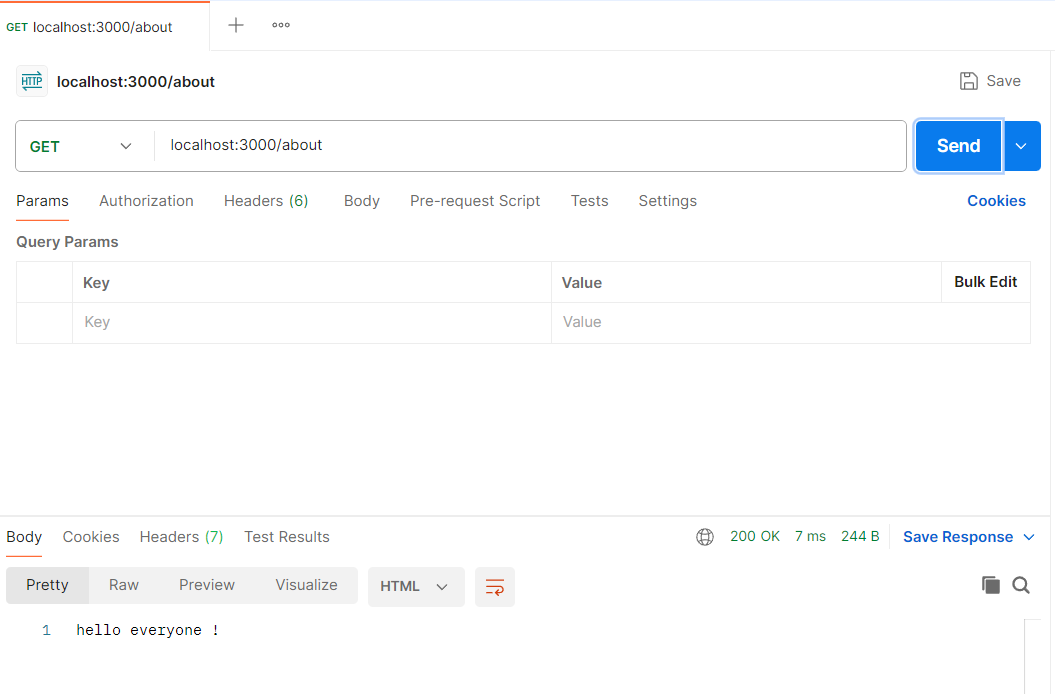 GET localhost:3000/about
HTTP localhost:3000/about Save
GET localhost:3000/about Send
Params Authorization Headers (6) Body Pre-request Script Tests Settings Cookies
Query Params
Key Value Bulk Edit
Key Value
Body Cookies Headers (7) Test Results 200 OK 7 ms 244 B Save Response
Pretty Raw Preview Visualize HTML
1 hello everyone !